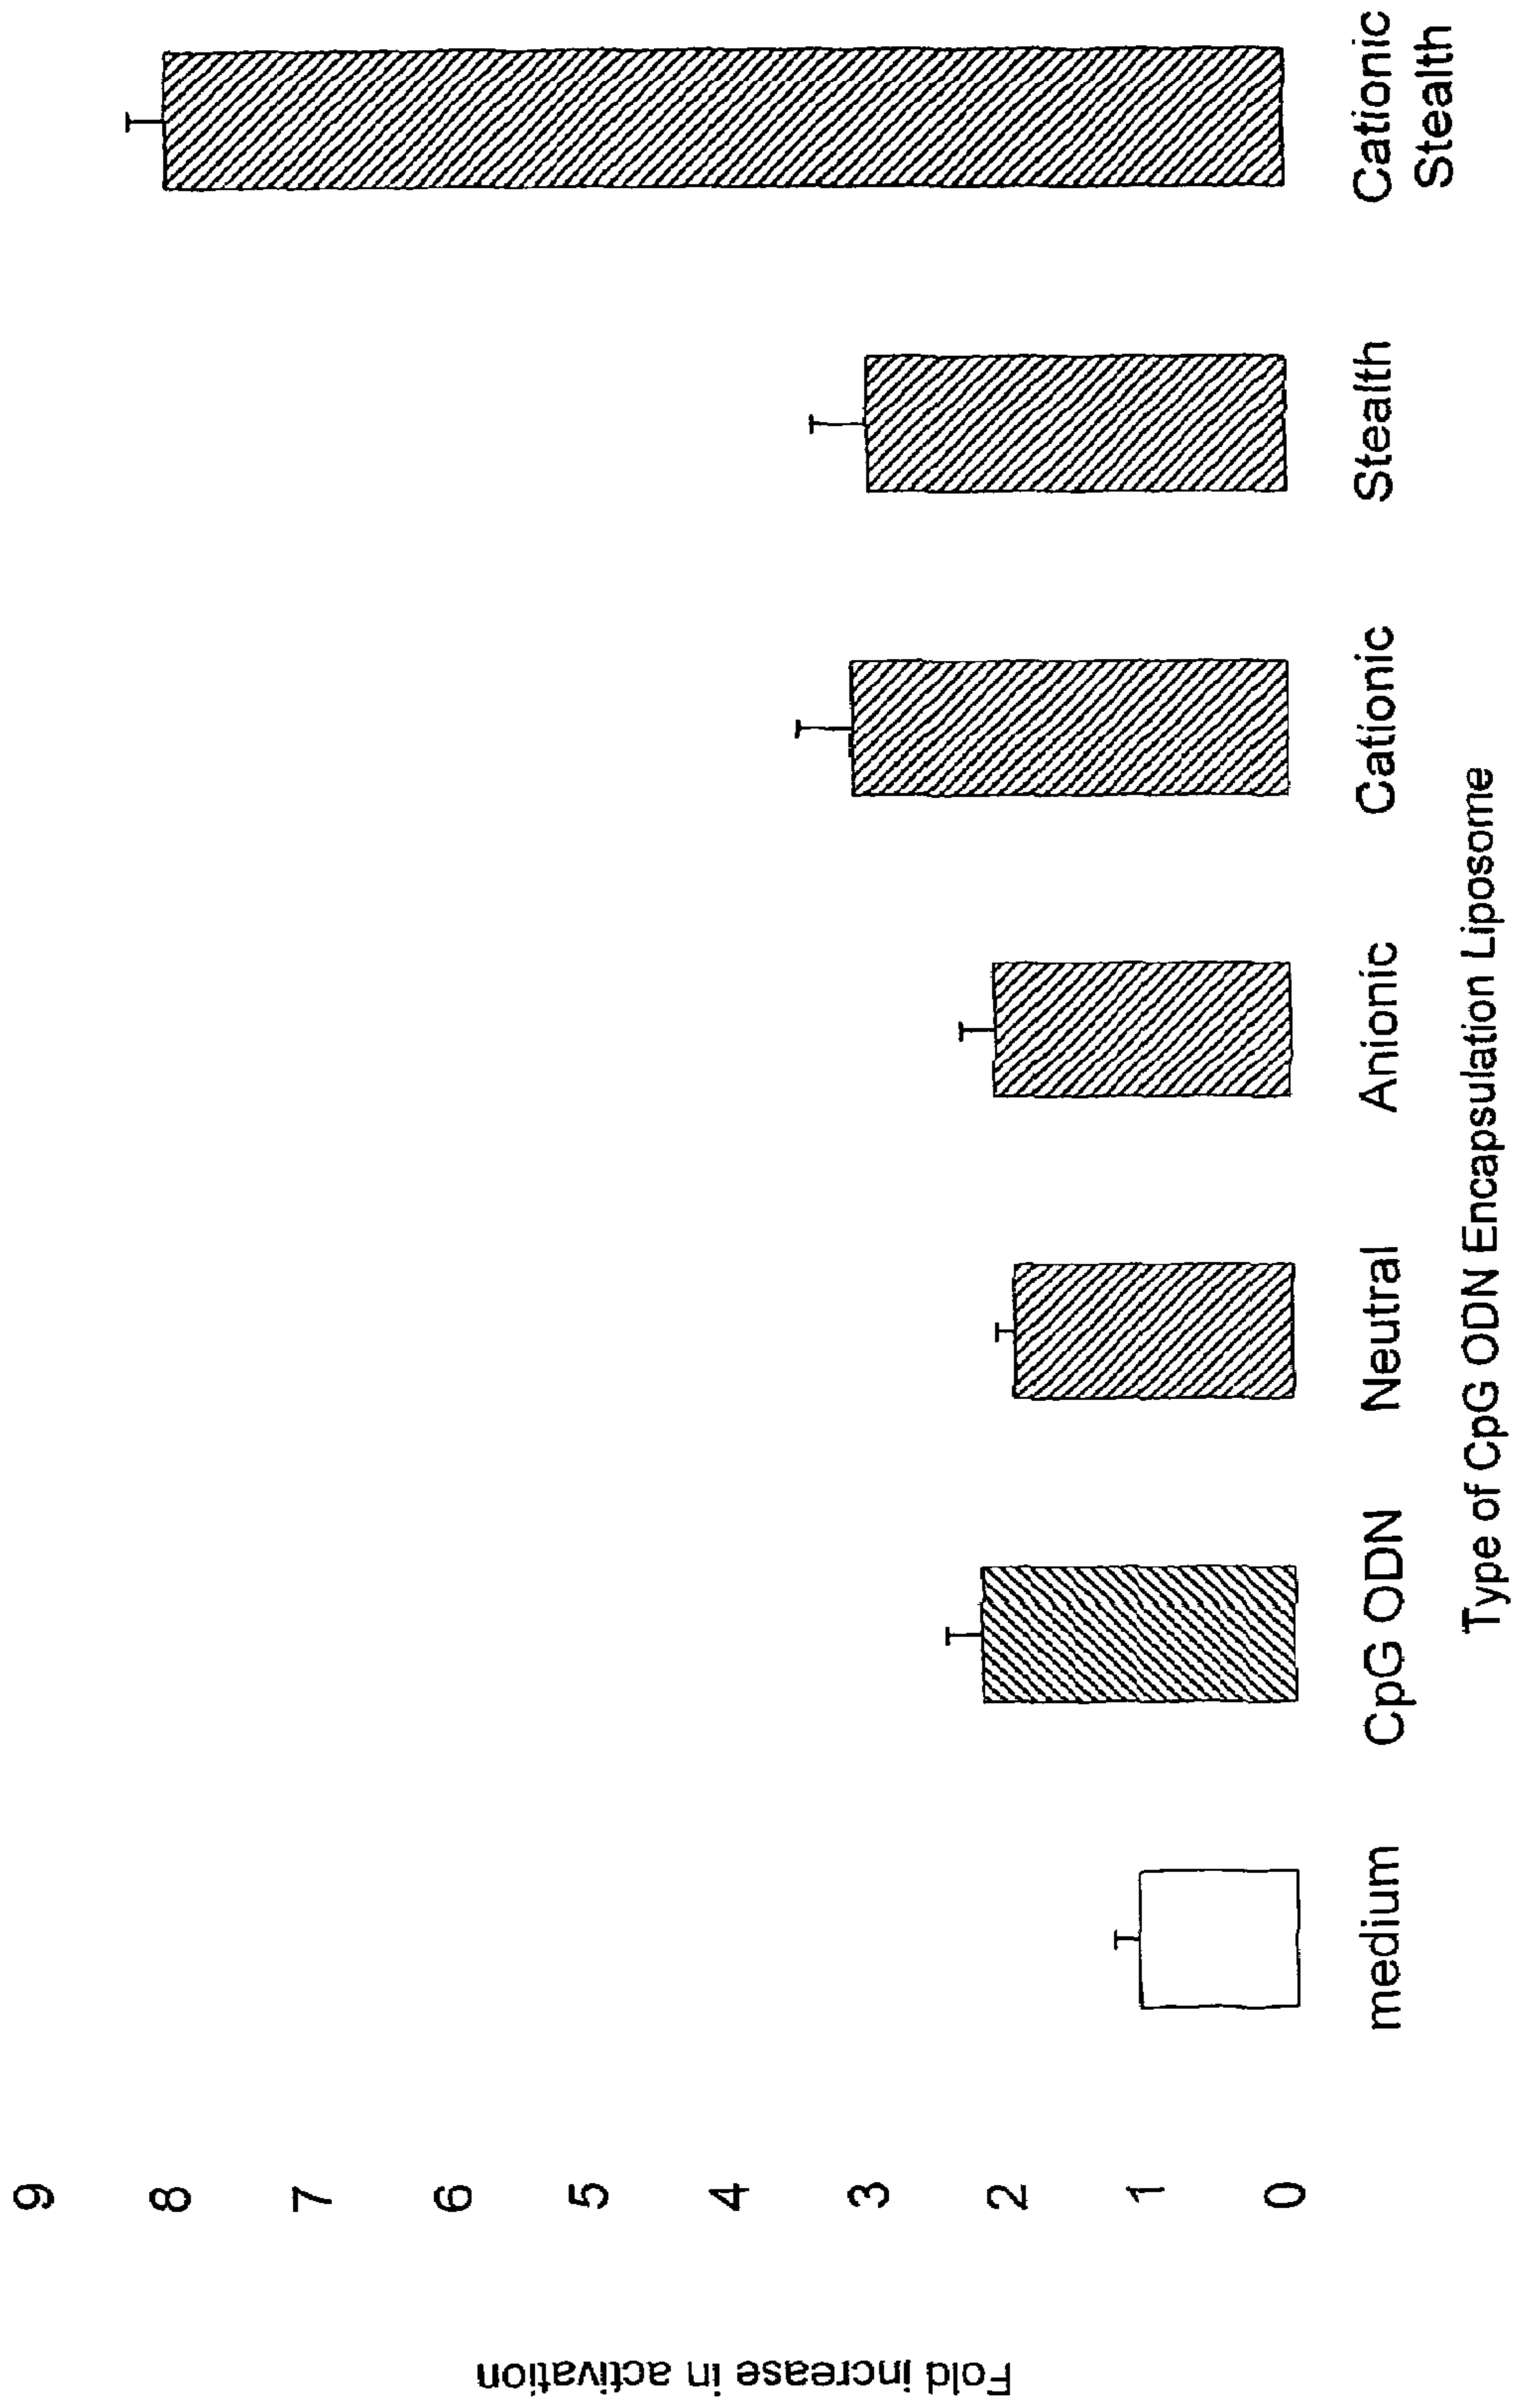 Fold increase in activation
9
8
7
6
5
4
3
2
1
0
medium
CpG ODN
Neutral
Anionic
Cationic
Stealth
Cationic
Stealth
Type of CpG ODN Encapsulation Liposome